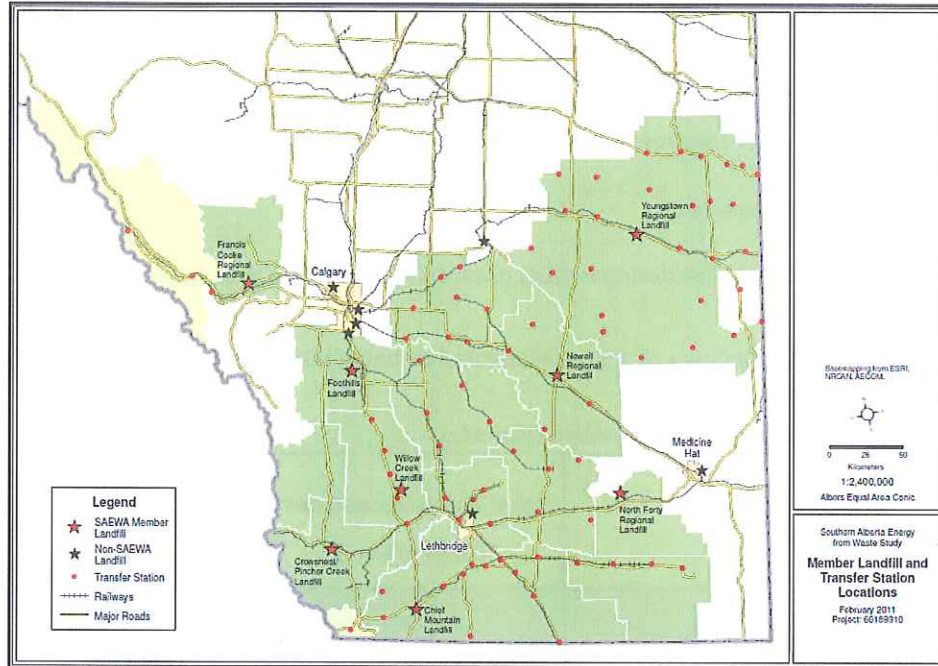 Youngstown
Regional
Landfill
Francis
Cooke
Regional
Landfill
Calgary
Foothills
Landfill
Newell
Regional
Landfill
Medicine
Hat
Willow
Creek
Landfill
North Forty
Regional
Landfill
Lethbridge
Crowsnest/
Pincher Creek
Landfill
Chief
Mountain
Landfill
Legend
SAEWA Member
Landfill
Non-SAEWA
Landfill
Transfer Station
Railways
Major Roads
Basemapping from ESRI,
NRCAN, AECOM.
0 25 50
Kilometers
1:2,400,000
Albers Equal Area Conic
Southern Alberta Energy
from Waste Study
Member Landfill and
Transfer Station
Locations
February 2011
Project: 60189310